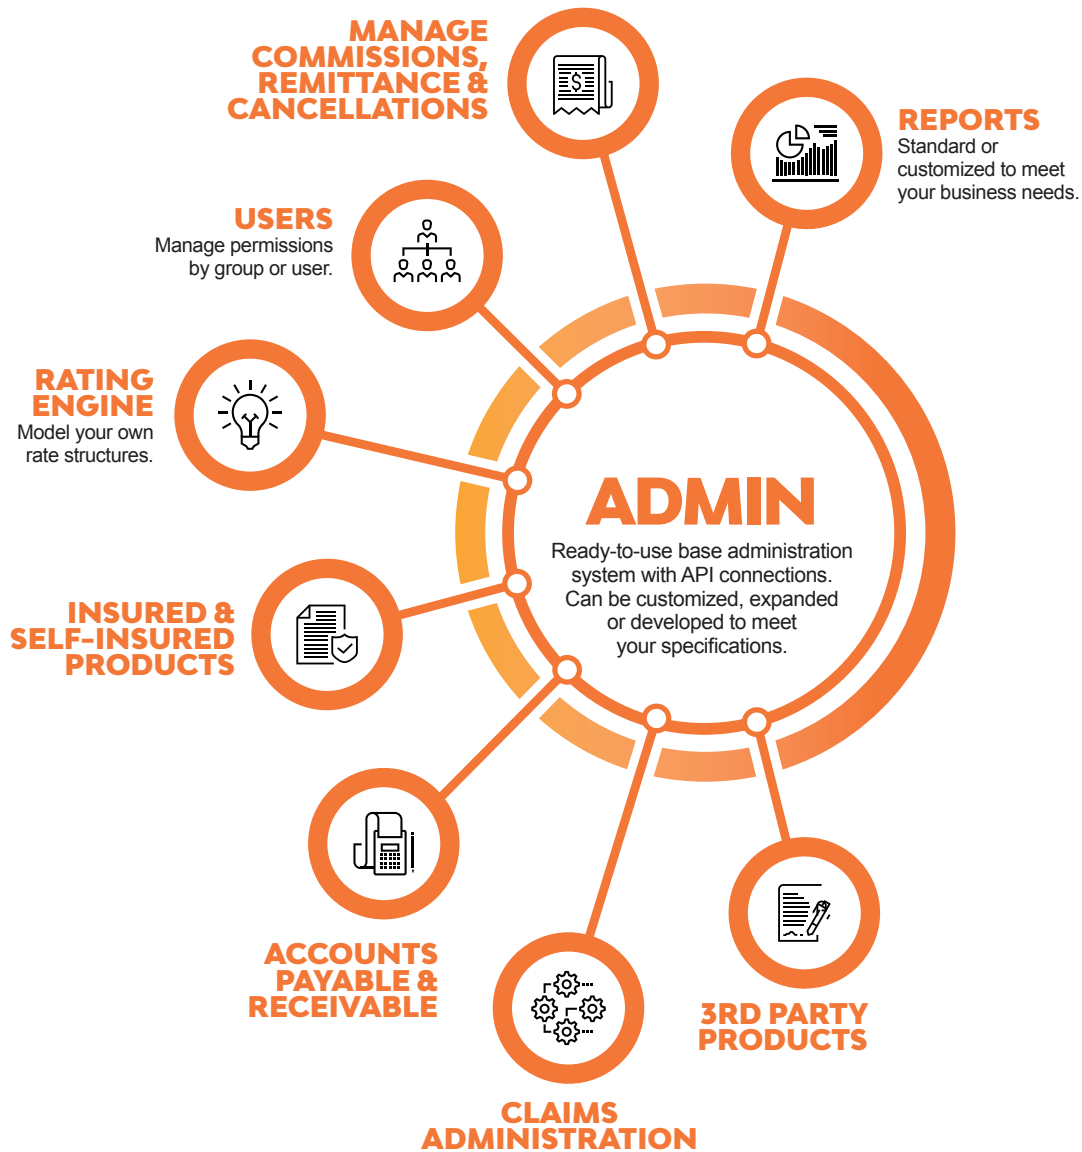 MANAGE
COMMISSIONS,
REMITTANCE &
CANCELLATIONS
REPORTS
Standard or
customized to meet
your business needs.
USERS
Manage permissions
by group or user.
RATING
ENGINE
Model your own
rate structures.
ADMIN
Ready-to-use base administration
system with API connections.
Can be customized, expanded
or developed to meet
your specifications.
INSURED &
SELF-INSURED
PRODUCTS
ACCOUNTS
PAYABLE &
RECEIVABLE
3RD PARTY
PRODUCTS
CLAIMS
ADMINISTRATION
$